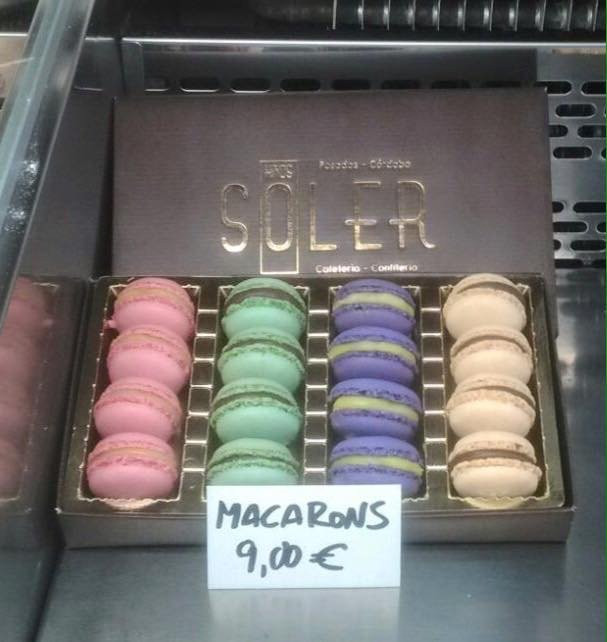 Posadas - Córdoba
HNOS
SOLER
Cafetería - Confitería
MACARONS
9,00 €